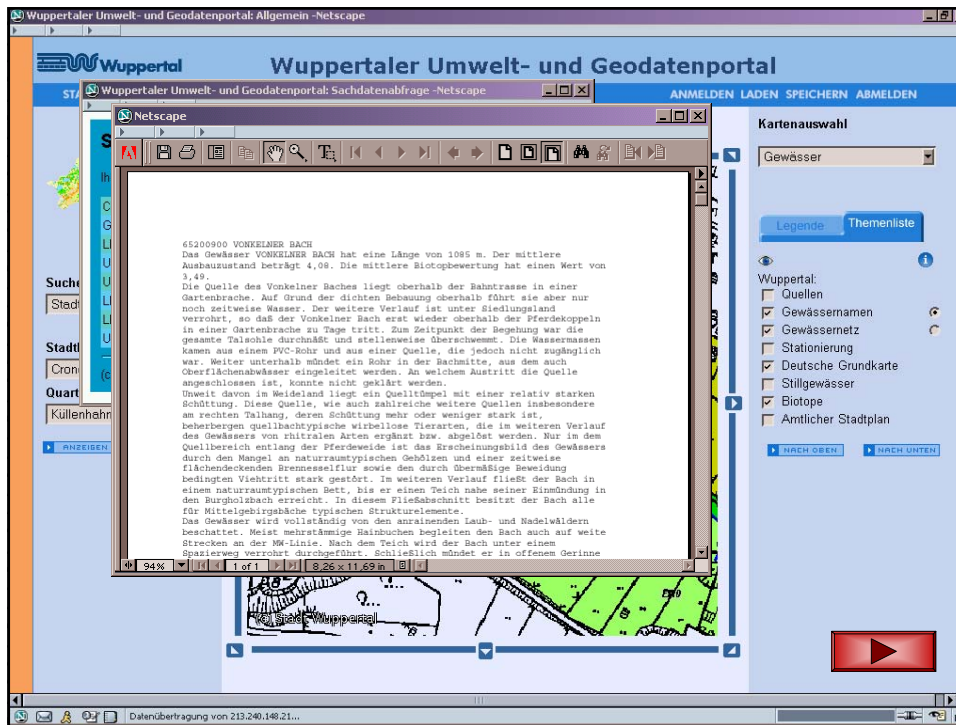 Wuppertaler Umwelt- und Geodatenportal: Allgemein -Netscape
Wuppertal
Wuppertaler Umwelt- und Geodatenportal
STA
ANMELDEN LADEN SPEICHERN ABMELDEN
Wuppertaler Umwelt- und Geodatenportal: Sachdatenabfrage -Netscape
Netscape
S
Ih
C
G
LI
U
U
LI
LI
U
(c
65200900 VONKELNER BACH
Das Gewässer VONKELNER BACH hat eine Länge von 1085 m. Der mittlere
Ausbauzustand beträgt 4,08. Die mittlere Biotopbewertung hat einen Wert von
3,49.
Die Quelle des Vonkelner Baches liegt oberhalb der Bahntrasse in einer
Gartenbrache. Auf Grund der dichten Bebauung oberhalb führt sie aber nur
noch zeitweise Wasser. Der weitere Verlauf ist unter Siedlungsland
verrohrt, so daß der Vonkelner Bach erst wieder oberhalb der Pferdekoppeln
in einer Gartenbrache zu Tage tritt. Zum Zeitpunkt der Begehung war die
gesamte Talsohle durchnäßt und stellenweise überschwemmt. Die Wassermassen
kamen aus einem PVC-Rohr und aus einer Quelle, die jedoch nicht zugänglich
war. Weiter unterhalb mündet ein Rohr in der Bachmitte, aus dem auch
Oberflächenabwässer eingeleitet werden. An welchem Austritt die Quelle
angeschlossen ist, konnte nicht geklärt werden.
Unweit davon im Weideland liegt ein Quelltümpel mit einer relativ starken
Schüttung. Diese Quelle, wie auch zahlreiche weitere Quellen insbesondere
am rechten Talhang, deren Schüttung mehr oder weniger stark ist,
beherbergen quellbachtypische wirbellose Tierarten, die im weiteren Verlauf
des Gewässers von rhitralen Arten ergänzt bzw. abgelöst werden. Nur im dem
Quellbereich entlang der Pferdeweide ist das Erscheinungsbild des Gewässers
durch den Mangel an naturraumtypischen Gehölzen und einer zeitweise
flächendeckenden Brennesselflur sowie den durch übermäßige Beweidung
bedingten Viehtritt stark gestört. Im weiteren Verlauf fließt der Bach in
einem naturraumtypischen Bett, bis er einen Teich nahe seiner Einmündung in
den Burgholzbach erreicht. In diesem Fließabschnitt besitzt der Bach alle
für Mittelgebirgsbäche typischen Strukturelemente.
Das Gewässer wird vollständig von den anrainenden Laub- und Nadelwäldern
beschattet. Meist mehrstämmige Hainbuchen begleiten den Bach auch auf weite
Strecken an der MW-Linie. Nach dem Teich wird der Bach unter einem
Spazierweg verrohrt durchgeführt. Schließlich mündet er in offenem Gerinne
94%
1 of 1
8,26 x 11,69 in
Suche
Stadt
Stadtl
Cron
Quart
Küllenhahn
ANZEIGEN
(c) Stadt Wuppertal
Kartenauswahl
Gewässer
Legende
Themenliste
Wuppertal:
Quellen
Gewässernamen
Gewässernetz
Stationierung
Deutsche Grundkarte
Stillgewässer
Biotope
Amtlicher Stadtplan
NACH OBEN
NACH UNTEN
Datenübertragung von 213.240.148.21...